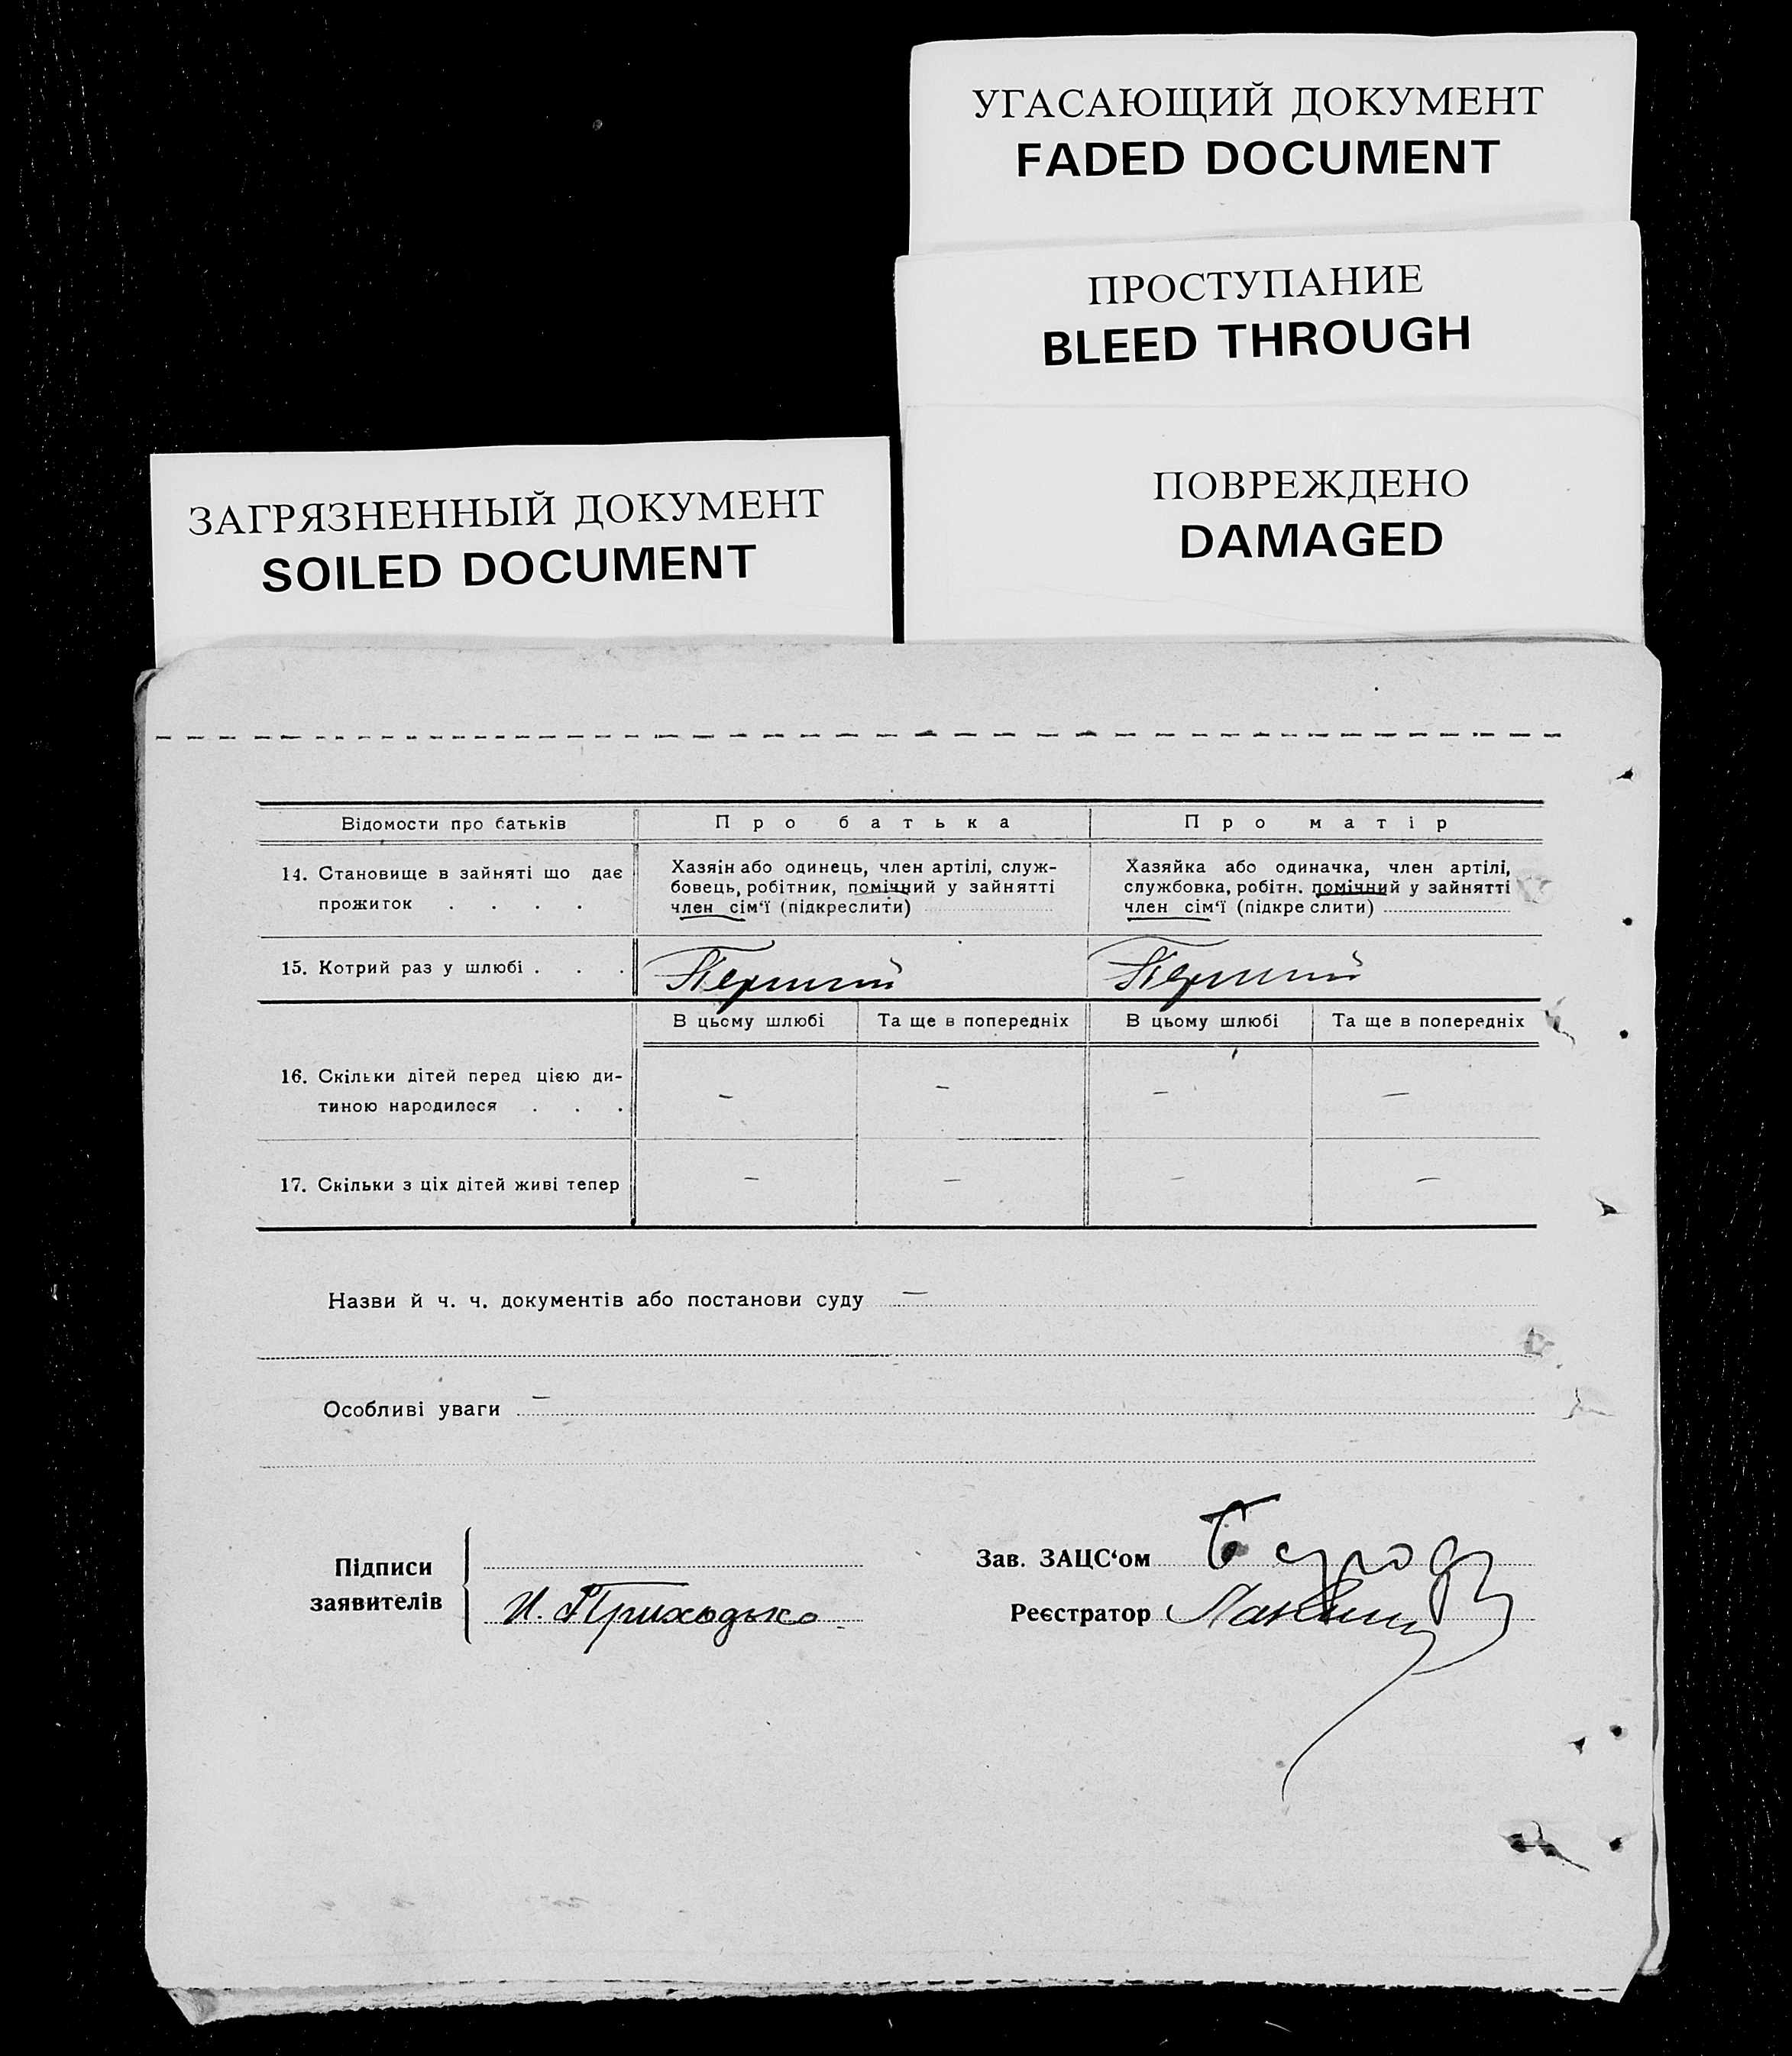 УГАСАЮЩИЙ ДОКУМЕНТ
FADED DOCUMENT
ПРОСТУПАНИЕ
BLEED THROUGH
ПОВРЕЖДЕНО
DAMAGED
ЗАГРЯЗНЕННЫЙ ДОКУМЕНТ
SOILED DOCUMENT
Відомости про батьків
Про батька
Про матір
14. Становище в зайняті що дає
прожиток . . . .
Хазяін або одинець, член артілі, служ-
бовець, робітник, помічний у зайнятті
член сім‘ї (підкреслити)
Хазяйка або одиначка, член артілі,
службовка, робітн. помічний у зайнятті
член сім‘ї (підкреслити)
15. Котрий раз у шлюбі . . .
Перший
Перший
В цьому шлюбі
Та ще в попередніх
В цьому шлюбі
Та ще в попередніх
16. Скільки дітей перед цією ди-
тиною народилося . . .
– – – –
17. Скільки з ціх дітей живі тепер
– – – –
Назви й ч. ч. документів або постанови суду –
Особливі уваги –
Підписи
заявителів
И. Приходько
Зав. ЗАЦС‘ом
Реєстратор